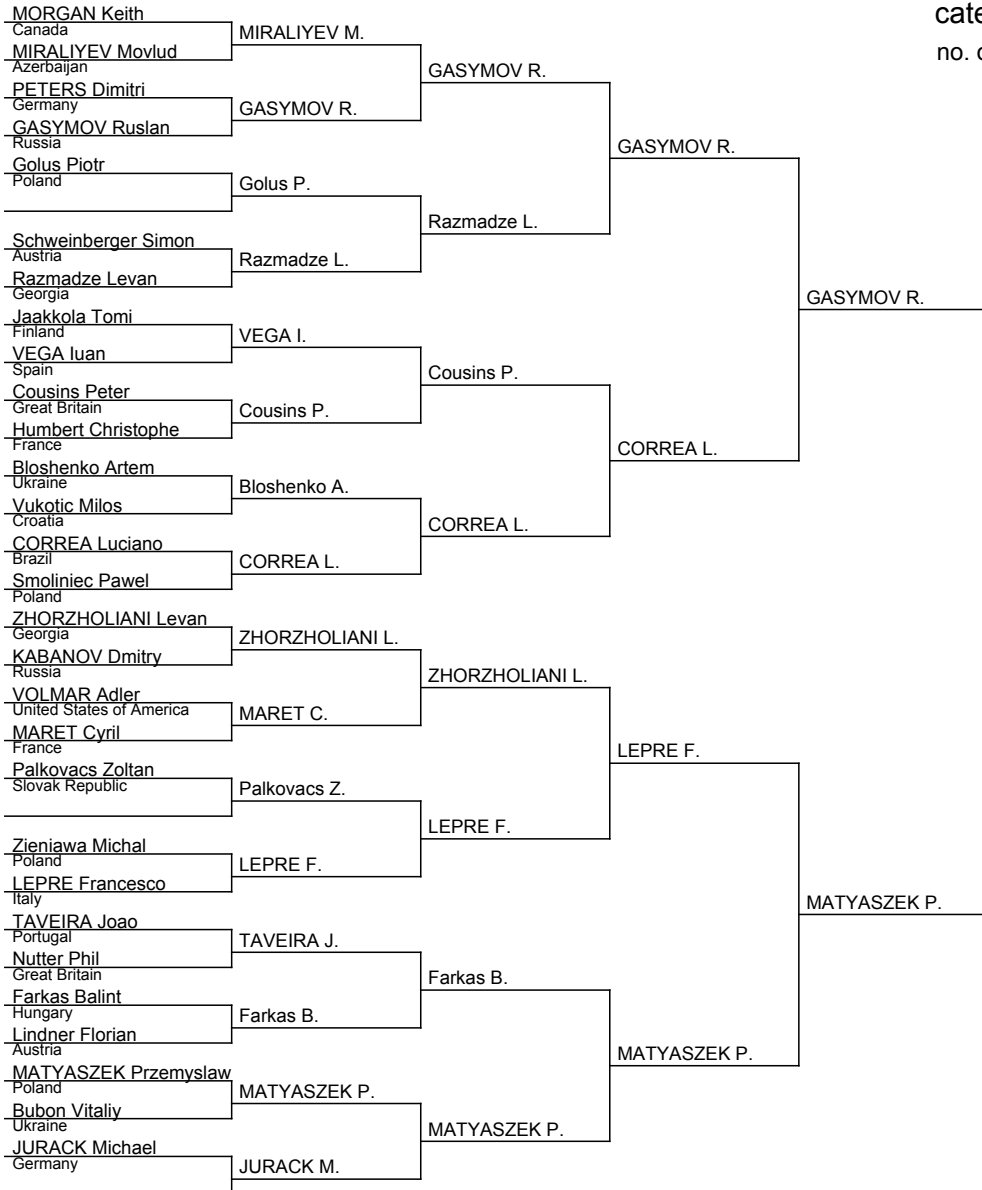 MORGAN Keith
Canada
MIRALIYEV Movlud
Azerbaijan
PETERS Dimitri
Germany
GASYMOV Ruslan
Russia
Golus Piotr
Poland
Schweinberger Simon
Austria
Razmadze Levan
Georgia
Jaakkola Tomi
Finland
VEGA Iuan
Spain
Cousins Peter
Great Britain
Humbert Christophe
France
Bloshenko Artem
Ukraine
Vukotic Milos
Croatia
CORREA Luciano
Brazil
Smoliniec Pawel
Poland
ZHORZHOLIANI Levan
Georgia
KABANOV Dmitry
Russia
VOLMAR Adler
United States of America
MARET Cyril
France
Palkovacs Zoltan
Slovak Republic
Zieniawa Michal
Poland
LEPRE Francesco
Italy
TAVEIRA Joao
Portugal
Nutter Phil
Great Britain
Farkas Balint
Hungary
Lindner Florian
Austria
MATYASZEK Przemyslaw
Poland
Bubon Vitaliy
Ukraine
JURACK Michael
Germany
MIRALIYEV M.
GASYMOV R.
Golus P.
Razmadze L.
VEGA I.
Cousins P.
Bloshenko A.
CORREA L.
ZHORZHOLIANI L.
MARET C.
Palkovacs Z.
LEPRE F.
TAVEIRA J.
Farkas B.
MATYASZEK P.
JURACK M.
GASYMOV R.
Razmadze L.
Cousins P.
CORREA L.
ZHORZHOLIANI L.
LEPRE F.
Farkas B.
MATYASZEK P.
GASYMOV R.
CORREA L.
LEPRE F.
MATYASZEK P.
GASYMOV R.
MATYASZEK P.
cate
no.